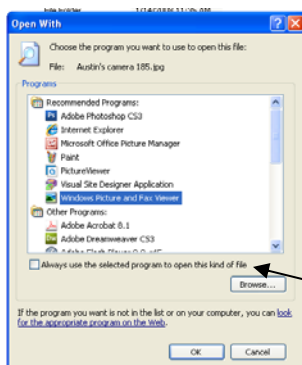 Open With
Choose the program you want to use to open this file:
File: Austin's camera 185.jpg
Programs
Recommended Programs:
Adobe Photoshop CS3
Internet Explorer
Microsoft Office Picture Manager
Paint
PictureViewer
Visual Site Designer Application
Windows Picture and Fax Viewer
Other Programs:
Adobe Acrobat 8.1
Adobe Dreamweaver CS3
Always use the selected program to open this kind of file
Browse...
If the program you want is not in the list or on your computer, you can look
for the appropriate program on the Web.
OK Cancel